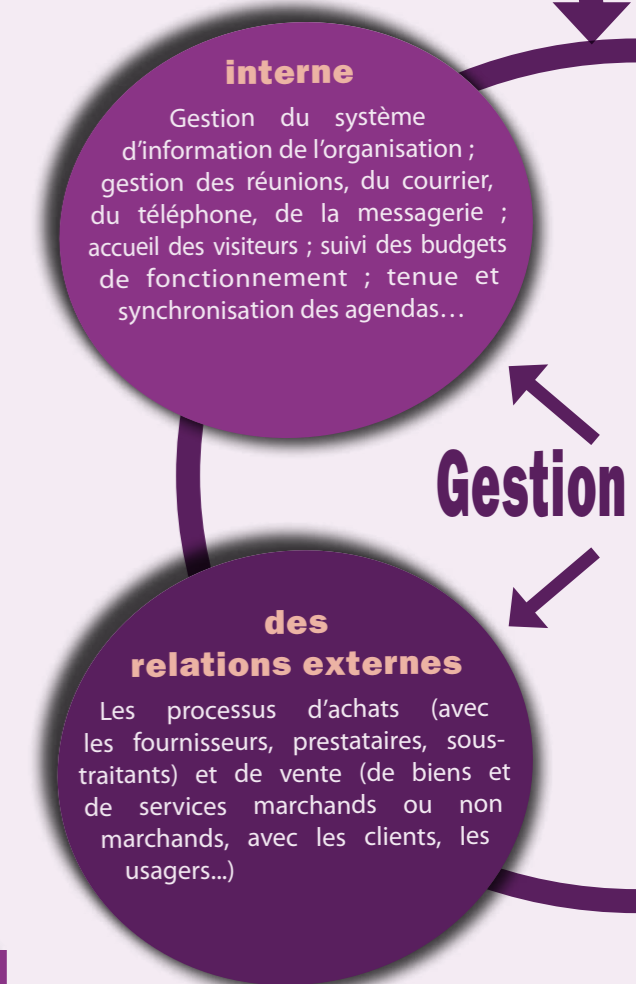 interne
Gestion du système
d’information de l’organisation ;
gestion des réunions, du courrier,
du téléphone, de la messagerie ;
accueil des visiteurs ; suivi des budgets
de fonctionnement ; tenue et
synchronisation des agendas…
Gestion
des
relations externes
Les processus d’achats (avec
les fournisseurs, prestataires, sous-
traitants) et de vente (de biens et
de services marchands ou non
marchands, avec les clients, les
usagers...)